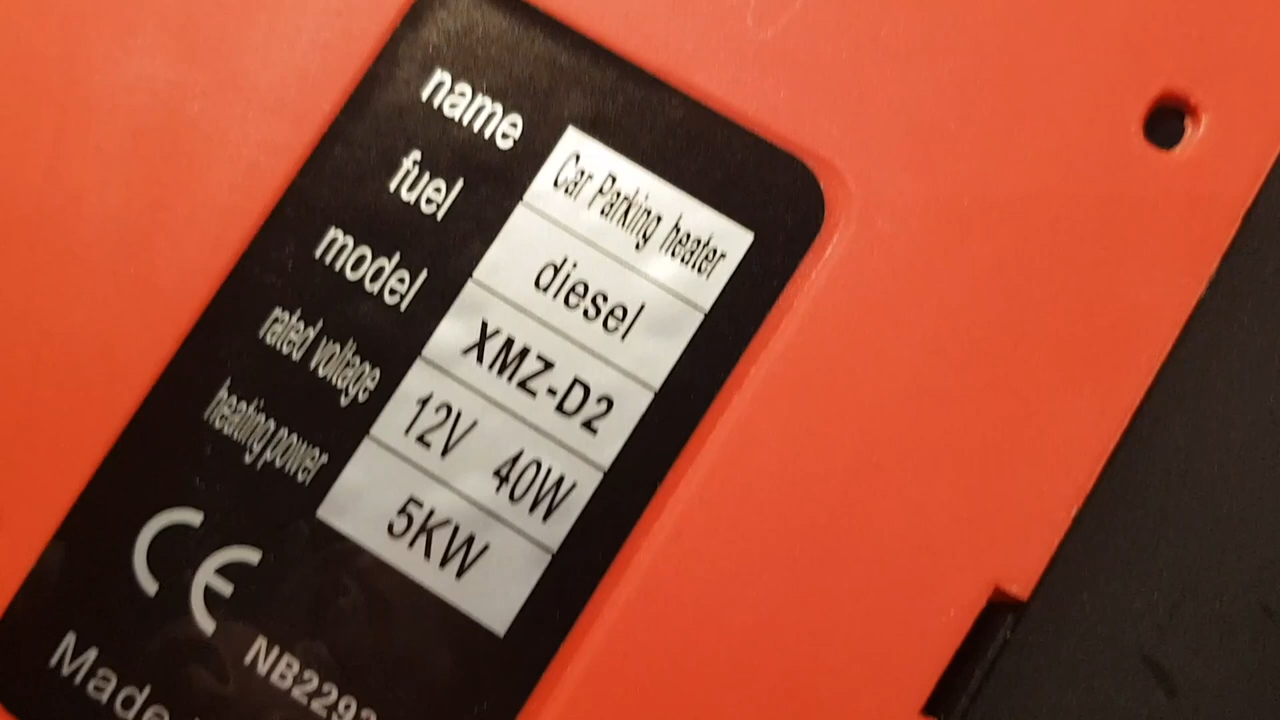 name Car Parking heater
fuel diesel
model XMZ-D2
rated voltage 12V 40W
heating power 5KW
CE NB2293
Made